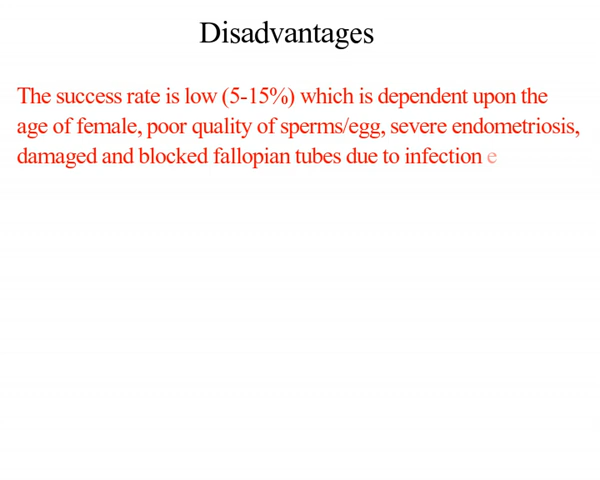 Disadvantages
The success rate is low (5-15%) which is dependent upon the
age of female, poor quality of sperms/egg, severe endometriosis,
damaged and blocked fallopian tubes due to infection e